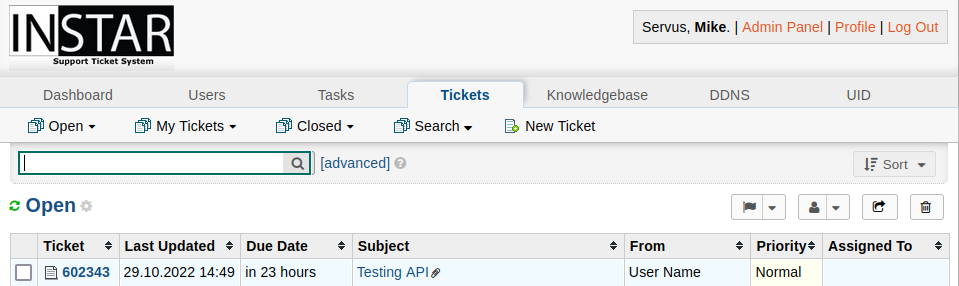 INSTAR
Support Ticket System
Servus, Mike. | Admin Panel | Profile | Log Out
Dashboard Users Tasks Tickets Knowledgebase DDNS UID
Open My Tickets Closed Search New Ticket
[advanced] ? Sort
Open
Ticket Last Updated Due Date Subject From Priority Assigned To
602343 29.10.2022 14:49 in 23 hours Testing API User Name Normal